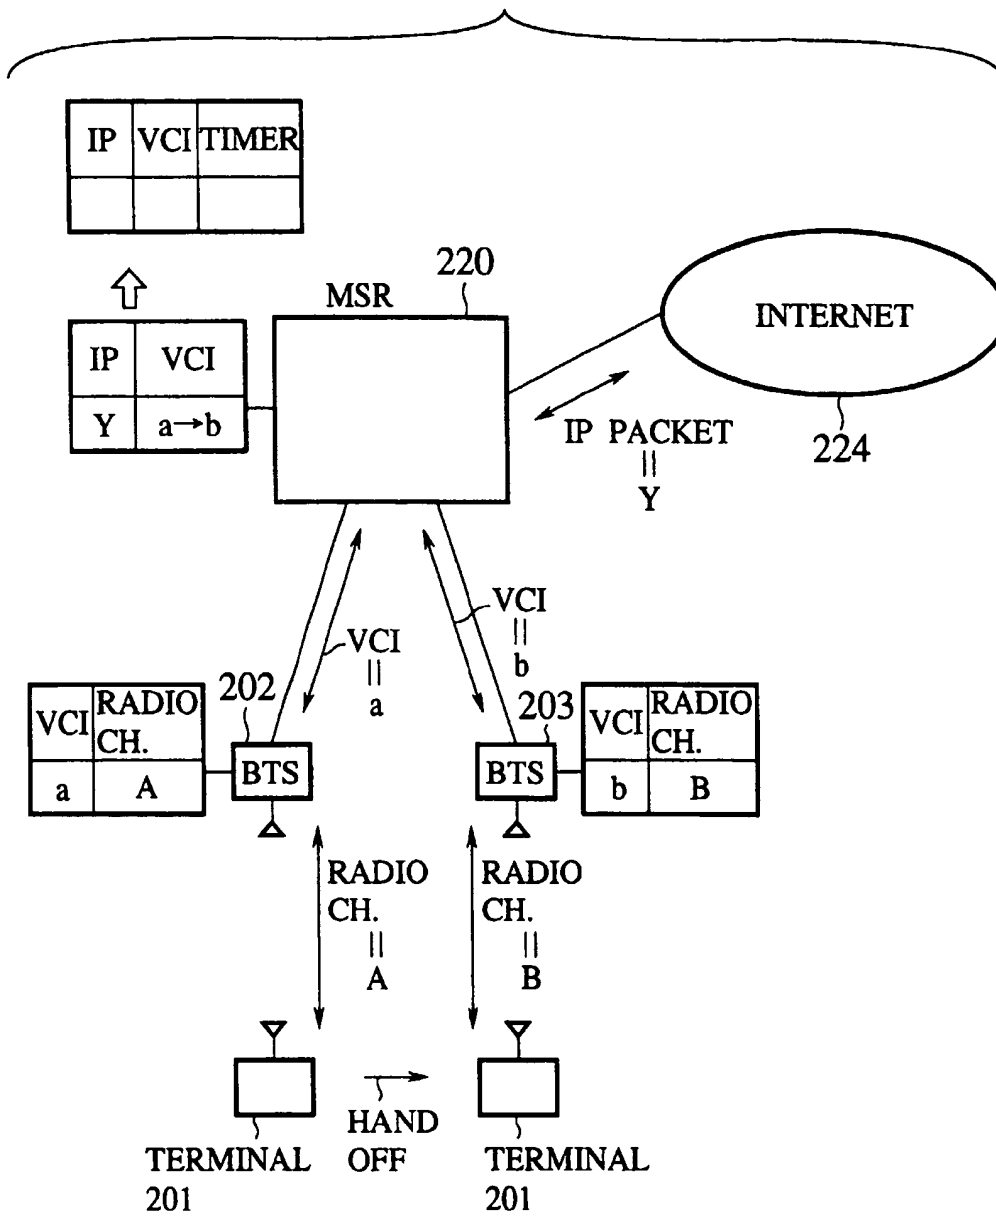 IP VCI TIMER
220
MSR
INTERNET
IP VCI
Y a→b
IP PACKET
||
Y
224
VCI
||
a
VCI
||
b
202
203
VCI RADIO CH.
a A
BTS
BTS
VCI RADIO CH.
b B
RADIO
CH.
||
A
RADIO
CH.
||
B
HAND
OFF
TERMINAL
201
TERMINAL
201